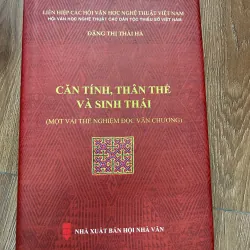 LIÊN HIỆP CÁC HỘI VĂN HỌC NGHỆ THUẬT VIỆT NAM
HỘI VĂN HỌC NGHỆ THUẬT CÁC DÂN TỘC THIỂU SỐ VIỆT NAM
ĐẶNG THỊ THÁI HÀ
CĂN TÍNH, THÂN THỂ
VÀ SINH THÁI
(MỘT VÀI THỂ NGHIỆM ĐỌC VĂN CHƯƠNG)
NHÀ XUẤT BẢN HỘI NHÀ VĂN